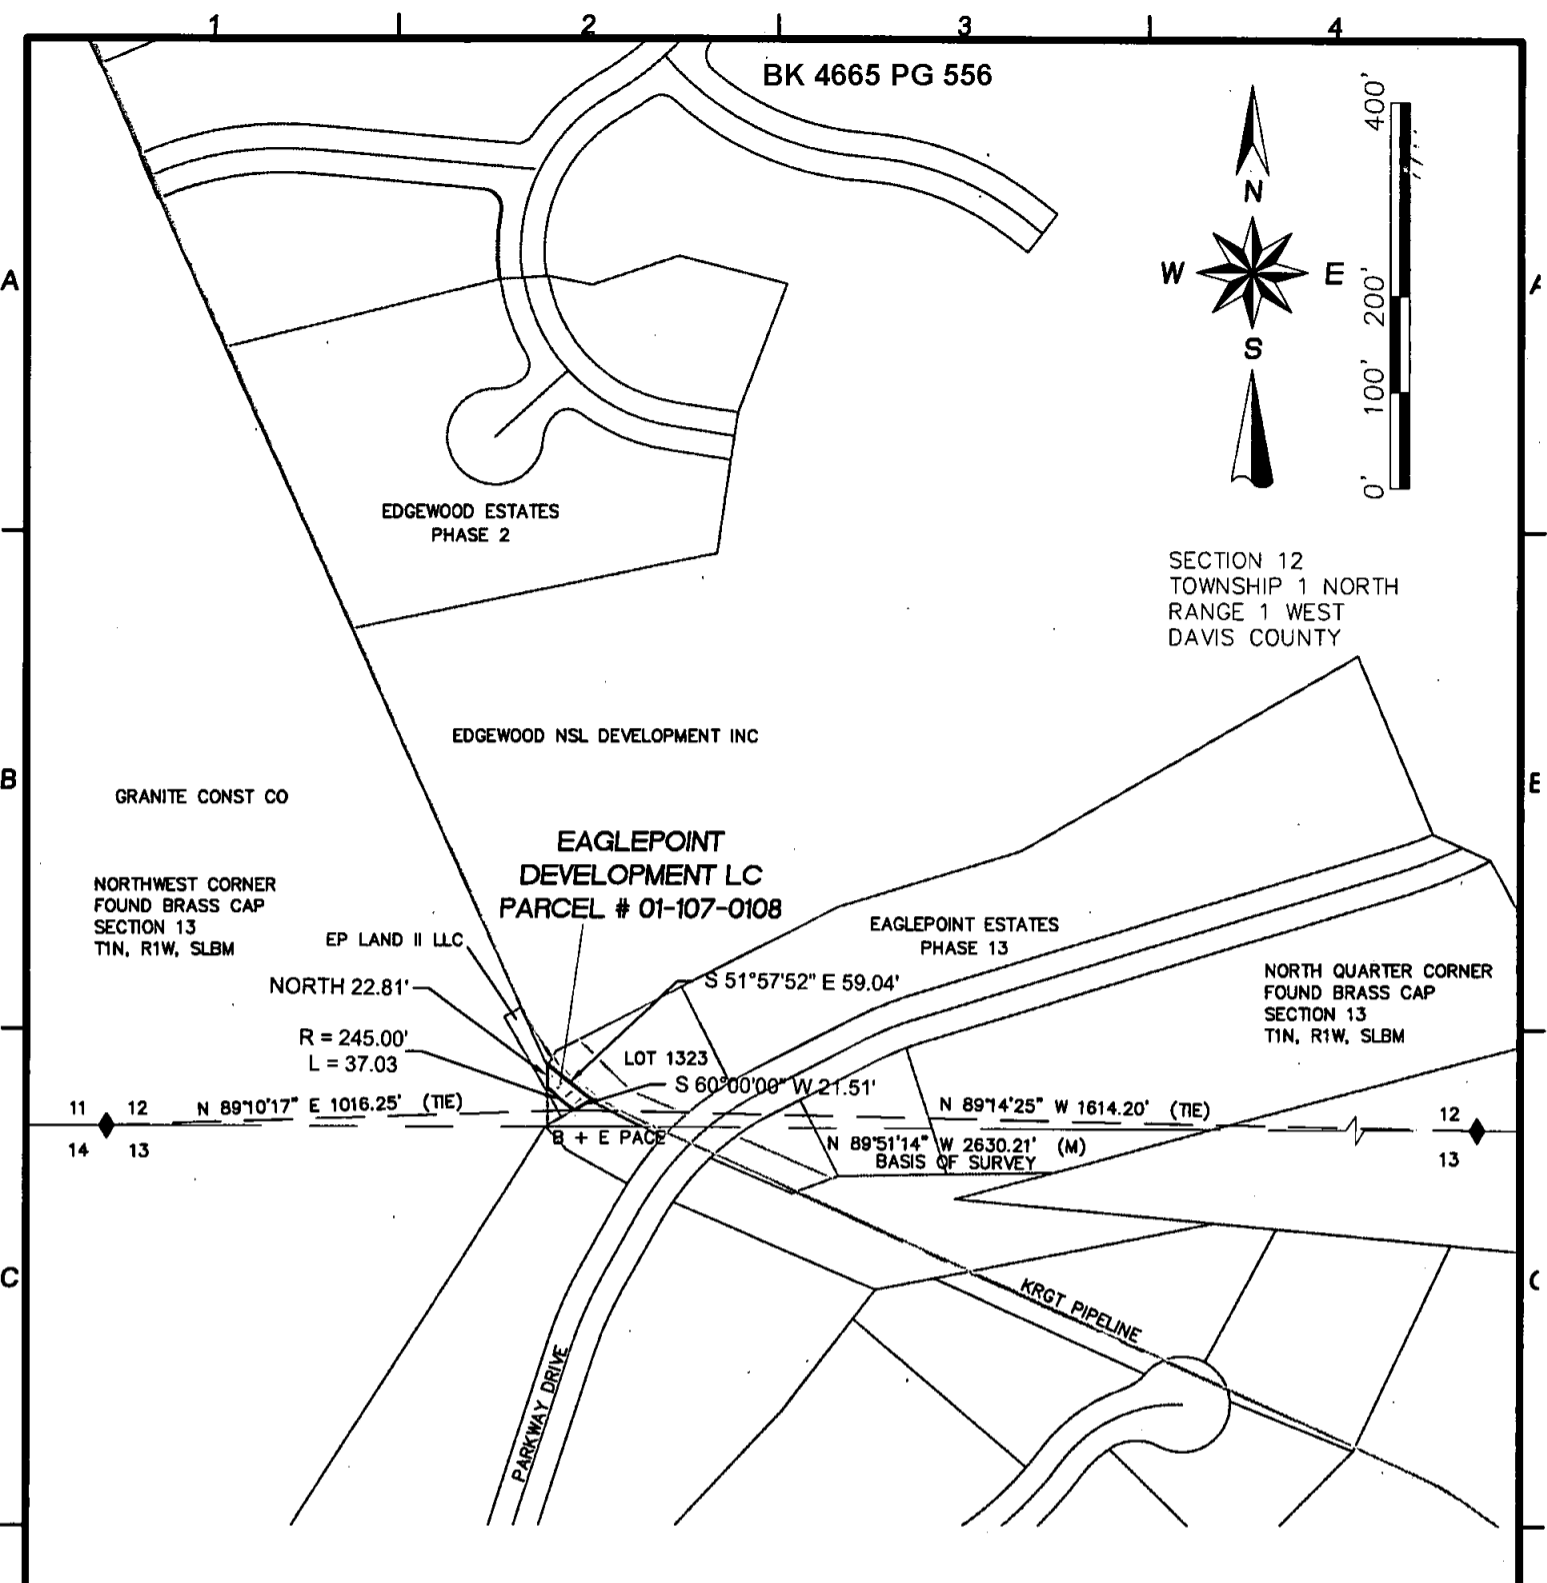 1 2 3 4
BK 4665 PG 556
400'
N
A
W E
200'
S
100'
0'
EDGEWOOD ESTATES
PHASE 2
SECTION 12
TOWNSHIP 1 NORTH
RANGE 1 WEST
DAVIS COUNTY
EDGEWOOD NSL DEVELOPMENT INC
B
GRANITE CONST CO
EAGLEPOINT
DEVELOPMENT LC
PARCEL # 01-107-0108
NORTHWEST CORNER
FOUND BRASS CAP
SECTION 13
T1N, R1W, SLBM
EAGLEPOINT ESTATES
PHASE 13
EP LAND II LLC
NORTH QUARTER CORNER
FOUND BRASS CAP
SECTION 13
T1N, R1W, SLBM
S 51°57'52" E 59.04'
NORTH 22.81'
R = 245.00'
L = 37.03
LOT 1323
S 60°00'00" W 21.51'
11 12
N 89°10'17" E 1016.25' (TIE)
N 89°14'25" W 1614.20' (TIE)
12
14 13
B + E PACE
N 89°51'14" W 2630.21' (M)
BASIS OF SURVEY
13
C
KRGT PIPELINE
PARKWAY DRIVE